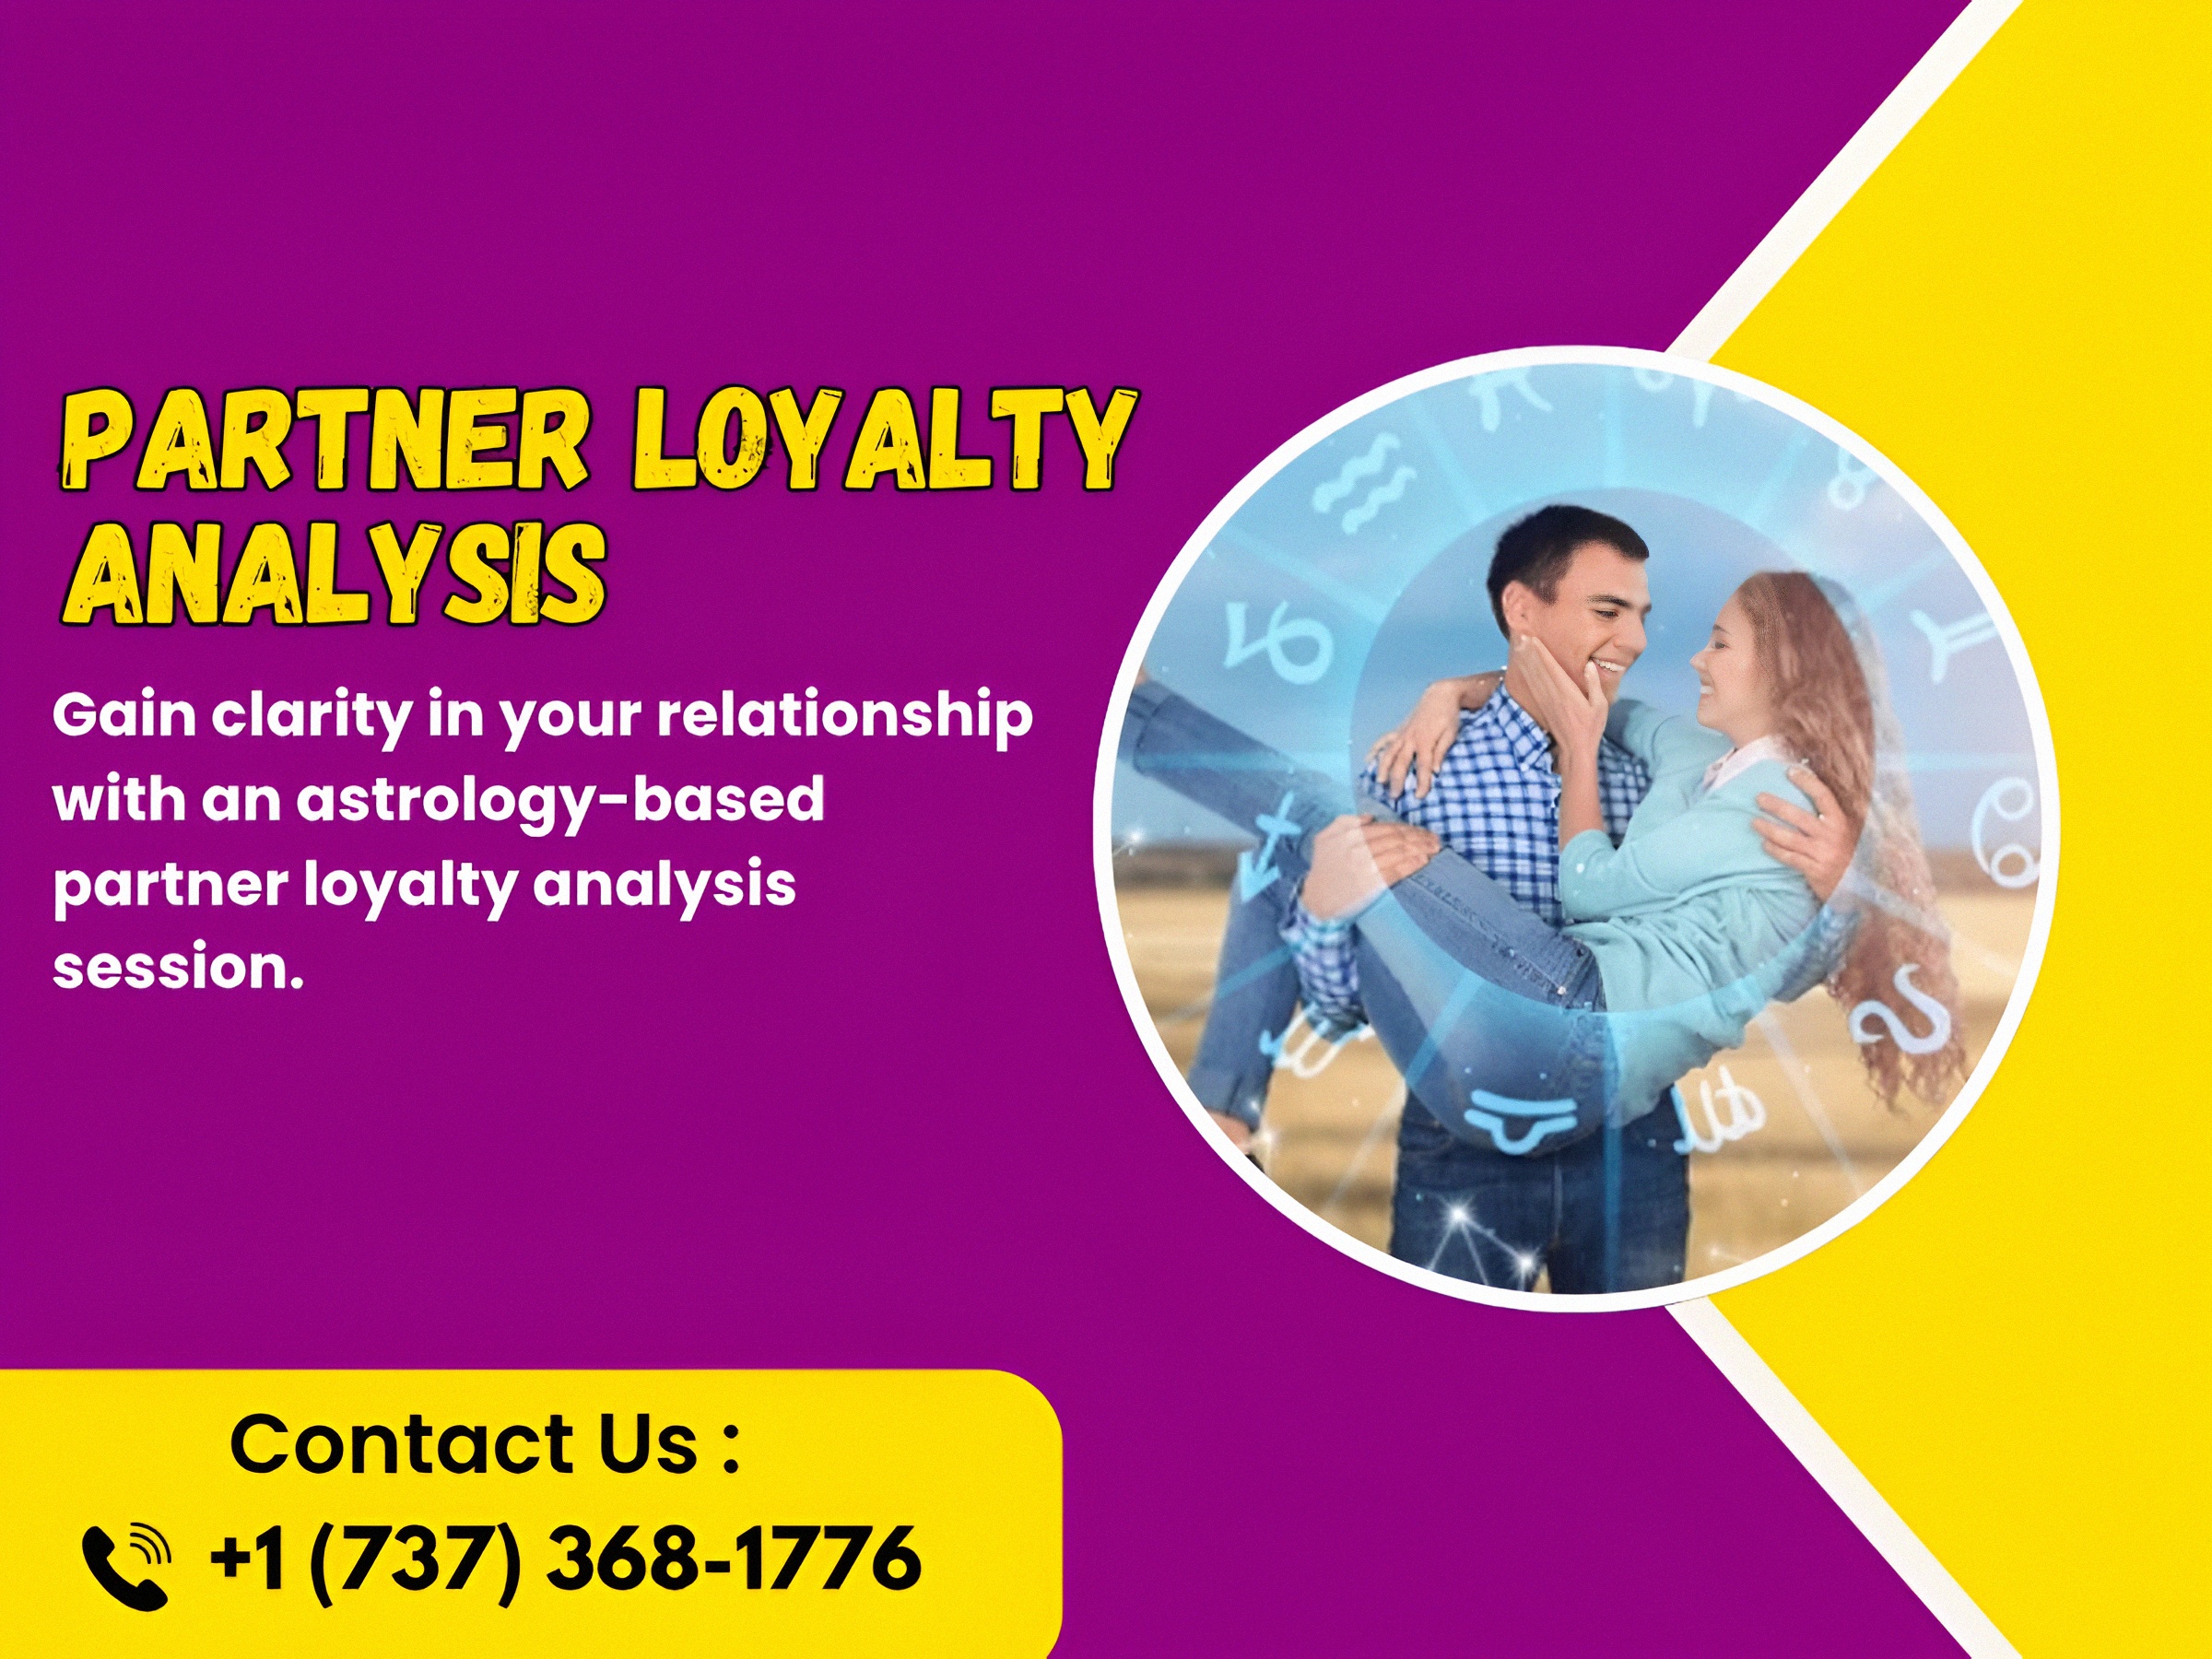 PARTNER LOYALTY
ANALYSIS
Gain clarity in your relationship
with an astrology-based
partner loyalty analysis
session.
Contact Us :
+1 (737) 368-1776